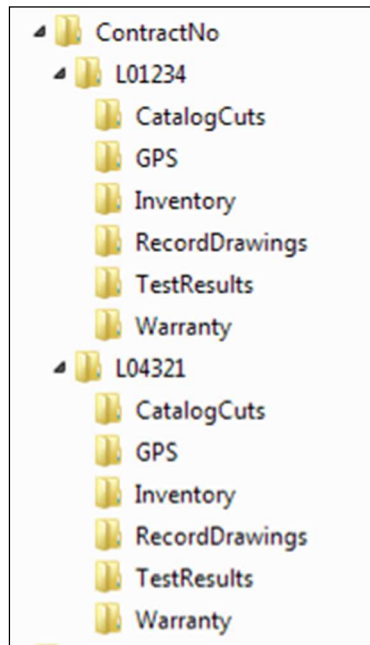 ContractNo
L01234
CatalogCuts
GPS
Inventory
RecordDrawings
TestResults
Warranty
L04321
CatalogCuts
GPS
Inventory
RecordDrawings
TestResults
Warranty